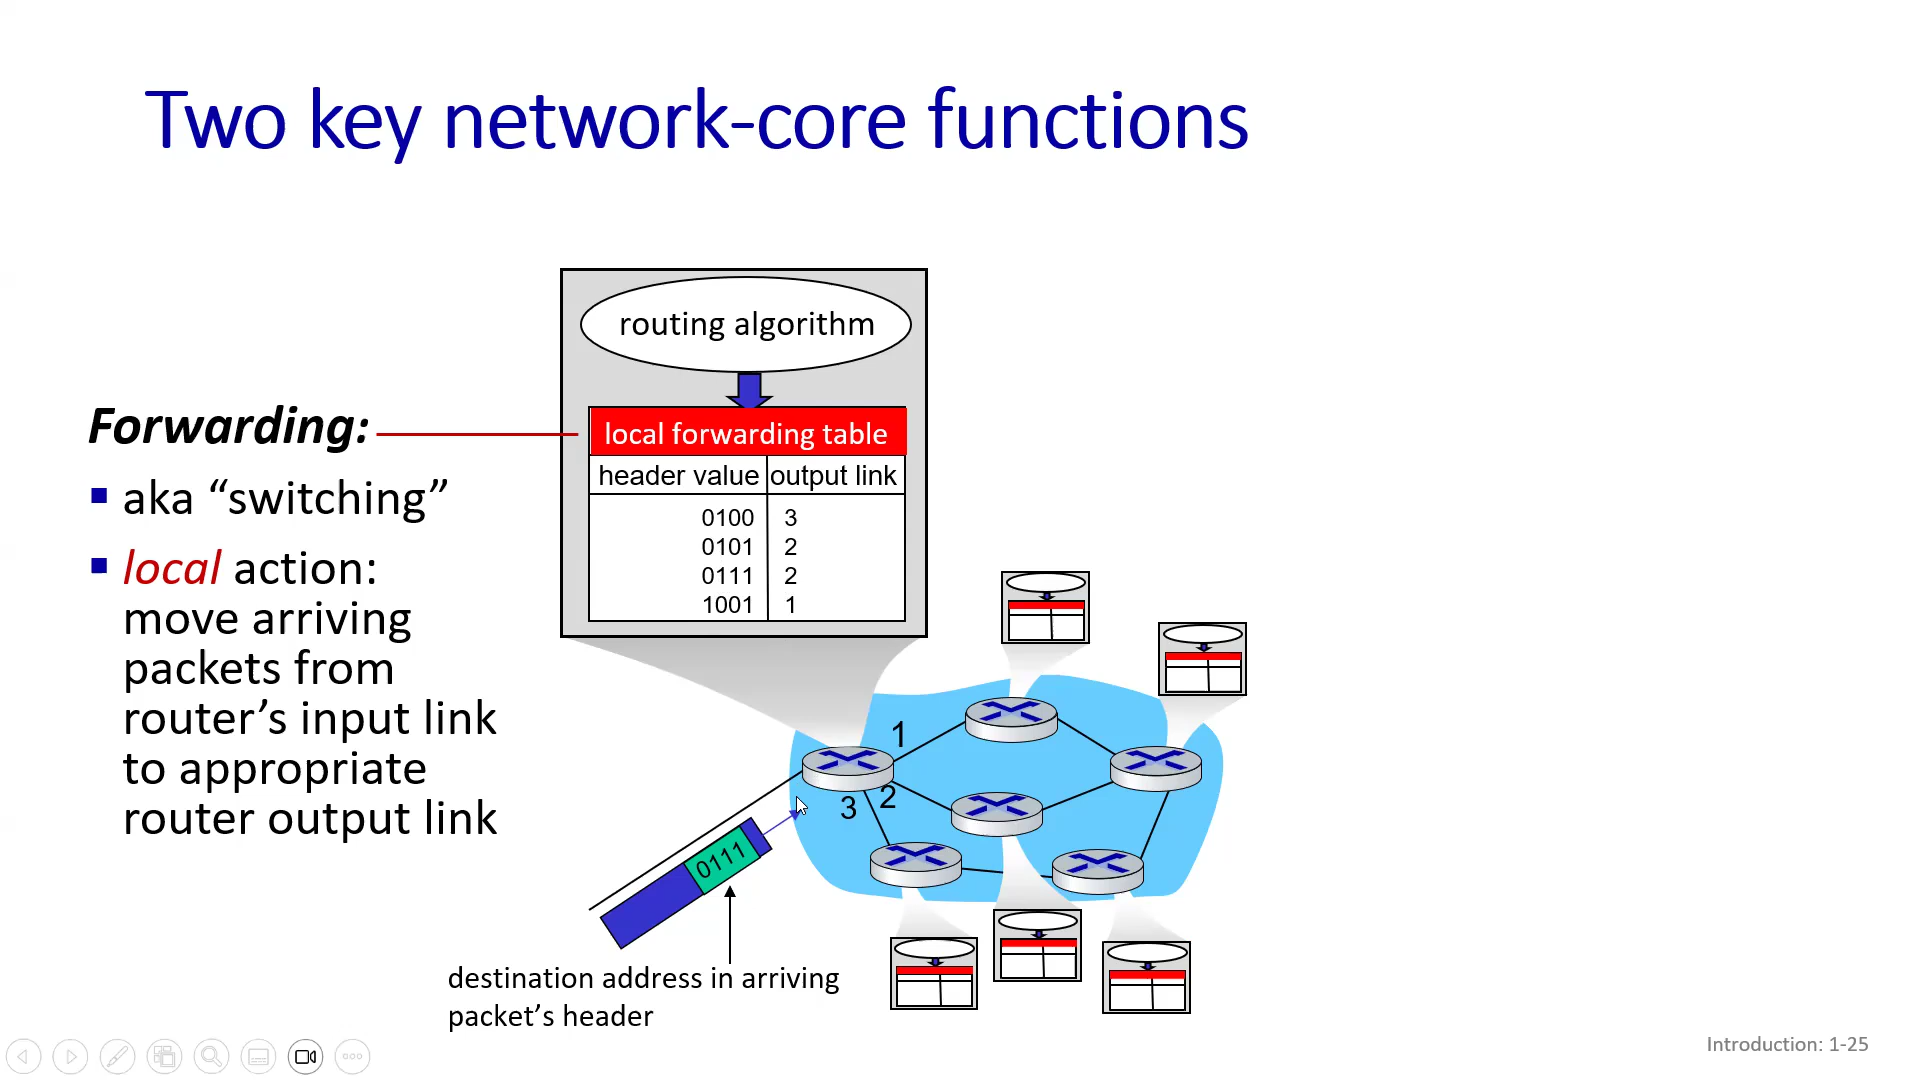 Two key network-core functions
Forwarding:
▪ aka “switching”
▪ local action:
move arriving
packets from
router’s input link
to appropriate
router output link
routing algorithm
local forwarding table
header value output link
0100 3
0101 2
0111 2
1001 1
1
2
3
0111
destination address in arriving
packet’s header
Introduction: 1-25